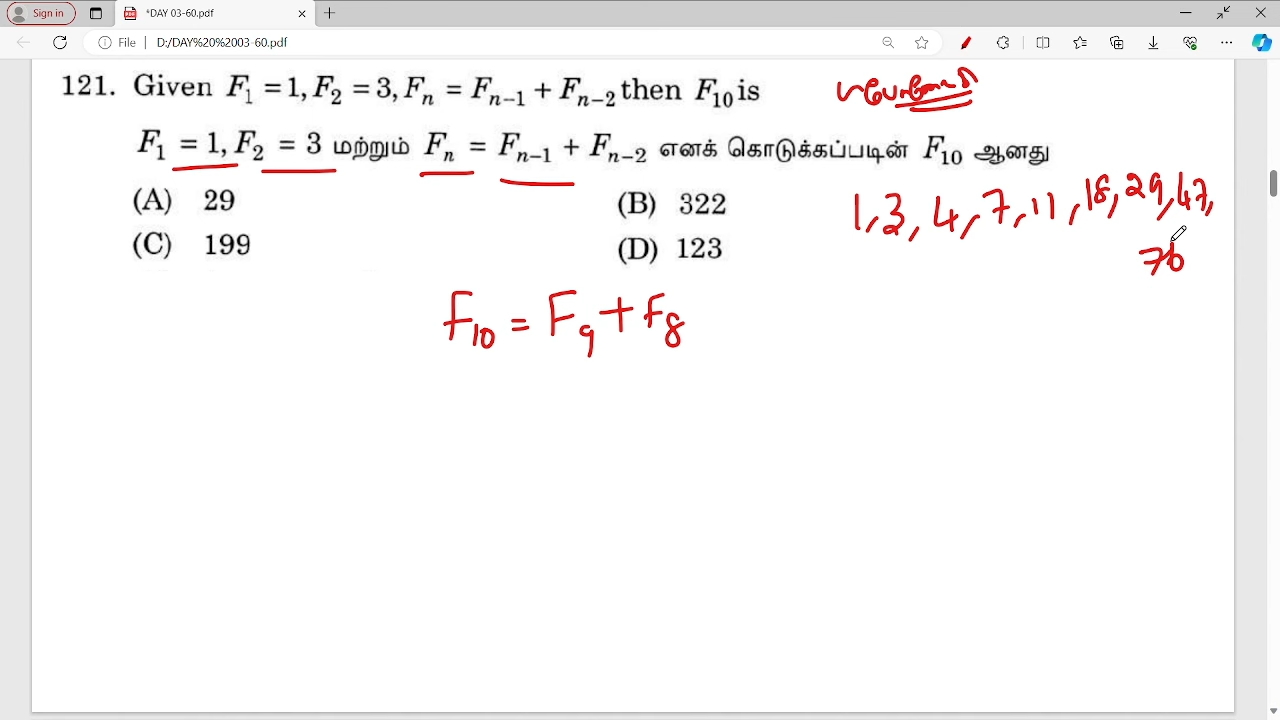 Sign in
*DAY 03-60.pdf
File
D:/DAY%20%2003-60.pdf
121. Given F₁ = 1, F₂ = 3, Fₙ = Fₙ₋₁ + Fₙ₋₂ then F₁₀ is
F₁ = 1, F₂ = 3 மற்றும் Fₙ = Fₙ₋₁ + Fₙ₋₂ எனக் கொடுக்கப்படின் F₁₀ ஆனது
(A) 29
(B) 322
(C) 199
(D) 123
1, 3, 4, 7, 11, 18, 29, 47,
76
F₁₀ = F₉ + F₈